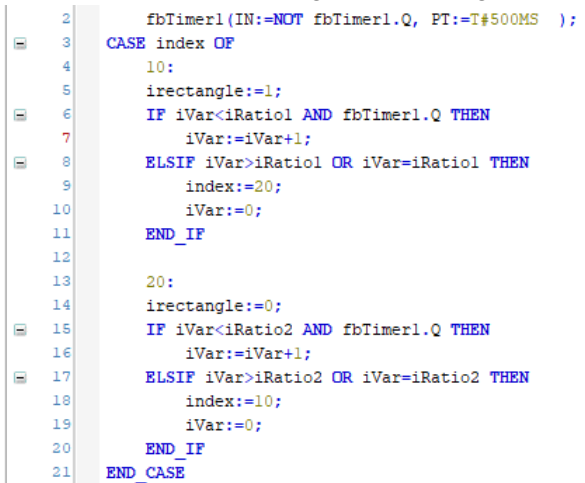 2 fbTimer1(IN:=NOT fbTimer1.Q, PT:=T#500MS );
3 CASE index OF
4 10:
5 irectangle:=1;
6 IF iVar<iRatio1 AND fbTimer1.Q THEN
7 iVar:=iVar+1;
8 ELSIF iVar>iRatio1 OR iVar=iRatio1 THEN
9 index:=20;
10 iVar:=0;
11 END_IF
12
13 20:
14 irectangle:=0;
15 IF iVar<iRatio2 AND fbTimer1.Q THEN
16 iVar:=iVar+1;
17 ELSIF iVar>iRatio2 OR iVar=iRatio2 THEN
18 index:=10;
19 iVar:=0;
20 END_IF
21 END_CASE